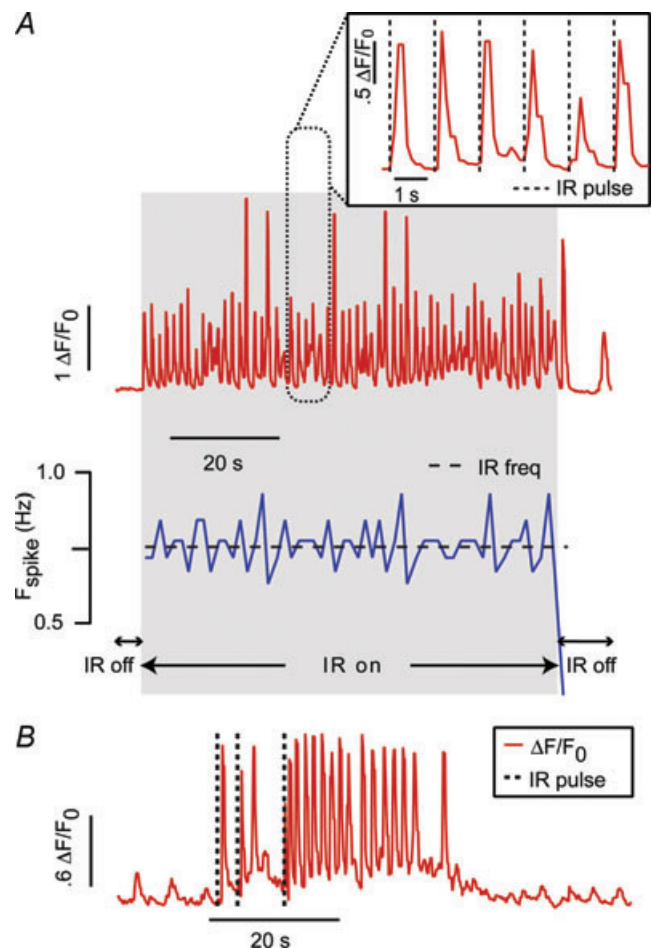 A
.5 ΔF/F0
1 s
IR pulse
1 ΔF/F0
20 s
IR freq
1.0
0.5
Fspike (Hz)
IR off
IR on
IR off
B
ΔF/F0
IR pulse
.6 ΔF/F0
20 s